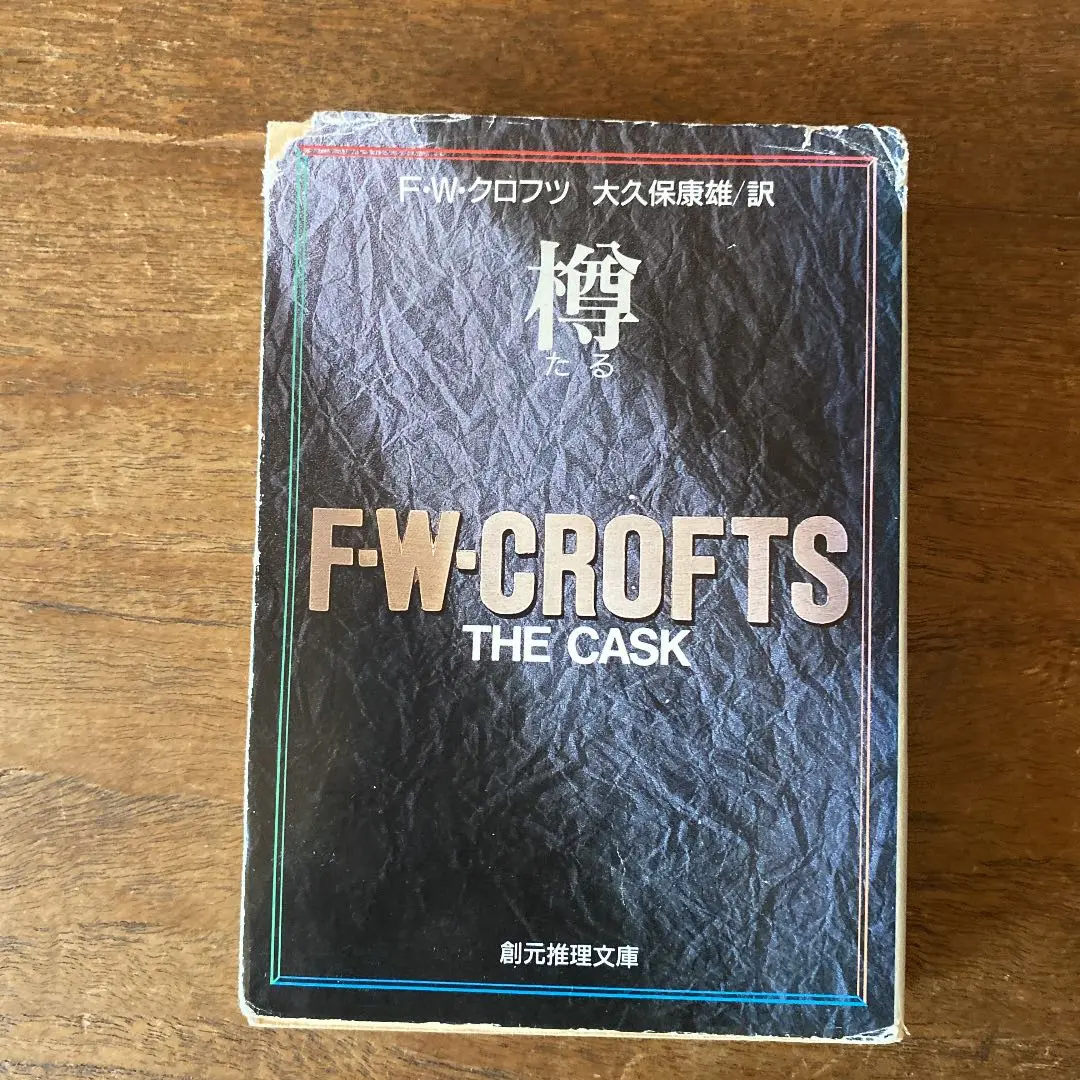 F・W・クロフツ 大久保康雄/訳
樽
たる
F・W・CROFTS
THE CASK
創元推理文庫